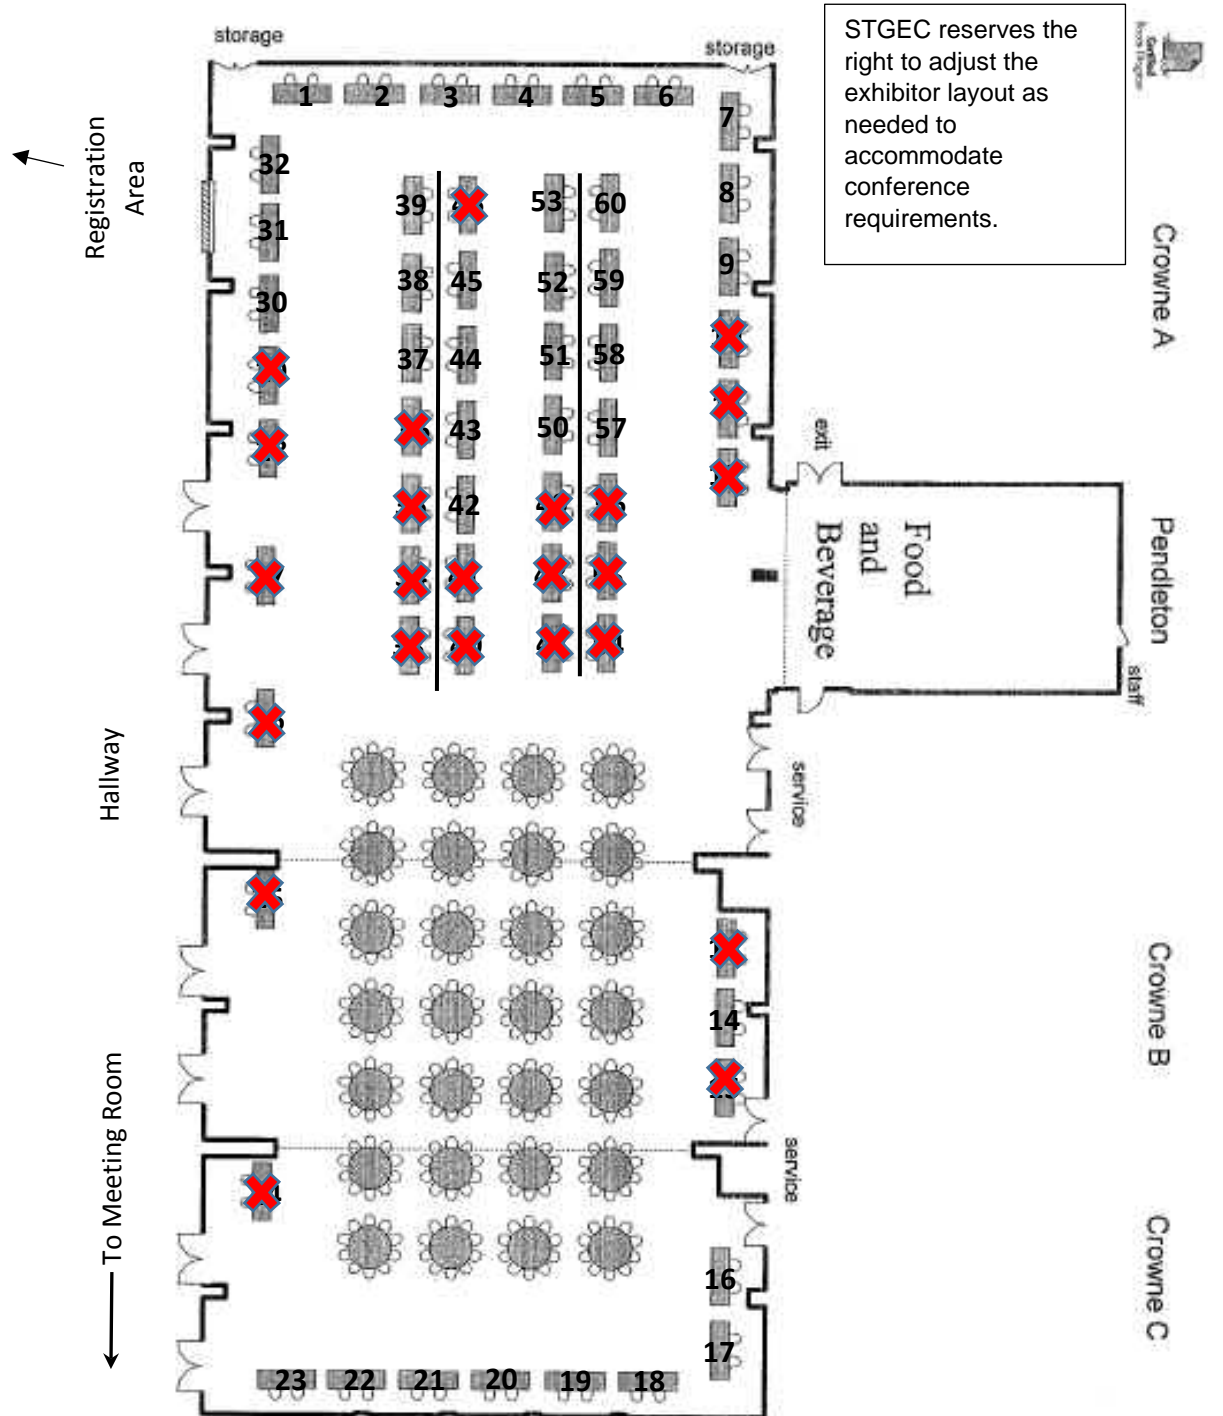 storage
storage
STGEC reserves the
right to adjust the
exhibitor layout as
needed to
accommodate
conference
requirements.
1 2 3 4 5 6
7
8
9
Registration
Area
32
31
30
39 53 60
38 45 52 59
37 44 51 58
43 50 57
42
Crowne A
exit
Food
and
Beverage
Pendleton
staff
Hallway
service
Crowne B
14
To Meeting Room
service
Crowne C
16
17
23 22 21 20 19 18